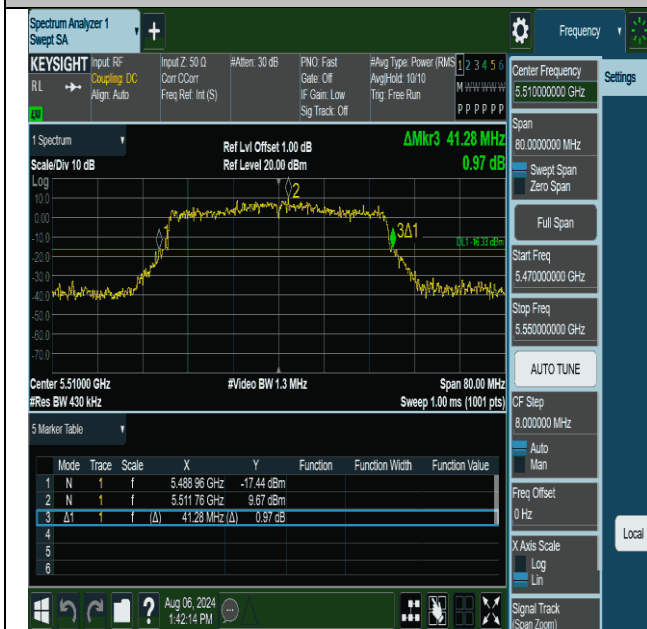 Spectrum Analyzer 1
Swept SA
+
Frequency
KEYSIGHT
RL
LXI
Input: RF
Coupling: DC
Align: Auto
Input Z: 50 Ω
Corr CCorr
Freq Ref: Int (S)
#Atten: 30 dB
PNO: Fast
Gate: Off
IF Gain: Low
Sig Track: Off
#Avg Type: Power (RMS)
Avg|Hold: 10/10
Trig: Free Run
1 2 3 4 5 6
M W W W W W
P P P P P P
1 Spectrum
Scale/Div 10 dB
Log
Ref Lvl Offset 1.00 dB
Ref Level 20.00 dBm
ΔMkr3 41.28 MHz
0.97 dB
10.0
0.00
-10.0
-20.0
-30.0
-40.0
-50.0
-60.0
-70.0
1
2
3Δ1
DL1 -16.33 dBm
Center 5.51000 GHz
#Res BW 430 kHz
#Video BW 1.3 MHz
Span 80.00 MHz
Sweep 1.00 ms (1001 pts)
5 Marker Table
Mode Trace Scale X Y Function Function Width Function Value
1 N 1 f 5.488 96 GHz -17.44 dBm
2 N 1 f 5.511 76 GHz 9.67 dBm
3 Δ1 1 f (Δ) 41.28 MHz (Δ) 0.97 dB
4
5
6
Aug 06, 2024
1:42:14 PM
?
Center Frequency
5.510000000 GHz
Span
80.0000000 MHz
Swept Span
Zero Span
Full Span
Start Freq
5.470000000 GHz
Stop Freq
5.550000000 GHz
AUTO TUNE
CF Step
8.000000 MHz
Auto
Man
Freq Offset
0 Hz
X Axis Scale
Log
Lin
Signal Track
(Span Zoom)
Settings
Local